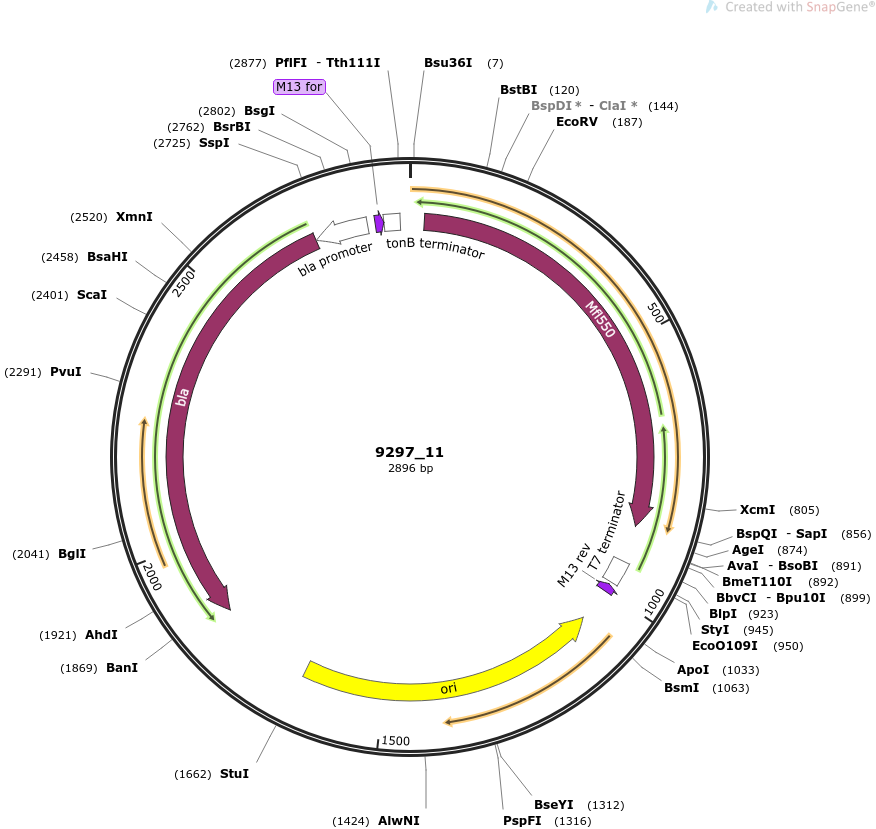 Created with SnapGene®
(2877) PflFI - Tth111I
Bsu36I (7)
M13 for
BstBI (120)
(2802) BsgI
BspDI * - ClaI * (144)
(2762) BsrBI
EcoRV (187)
(2725) SspI
(2520) XmnI
(2458) BsaHI
(2401) ScaI
(2291) PvuI
(2041) BglI
(1921) AhdI
(1869) BanI
(1662) StuI
(1424) AlwNI
bla promoter
tonB terminator
2500
500
Mfl550
bla
9297_11
2896 bp
T7 terminator
M13 rev
2000
1000
ori
1500
XcmI (805)
BspQI - SapI (856)
AgeI (874)
AvaI - BsoBI (891)
BmeT110I (892)
BbvCI - Bpu10I (899)
BlpI (923)
StyI (945)
EcoO109I (950)
ApoI (1033)
BsmI (1063)
BseYI (1312)
PspFI (1316)